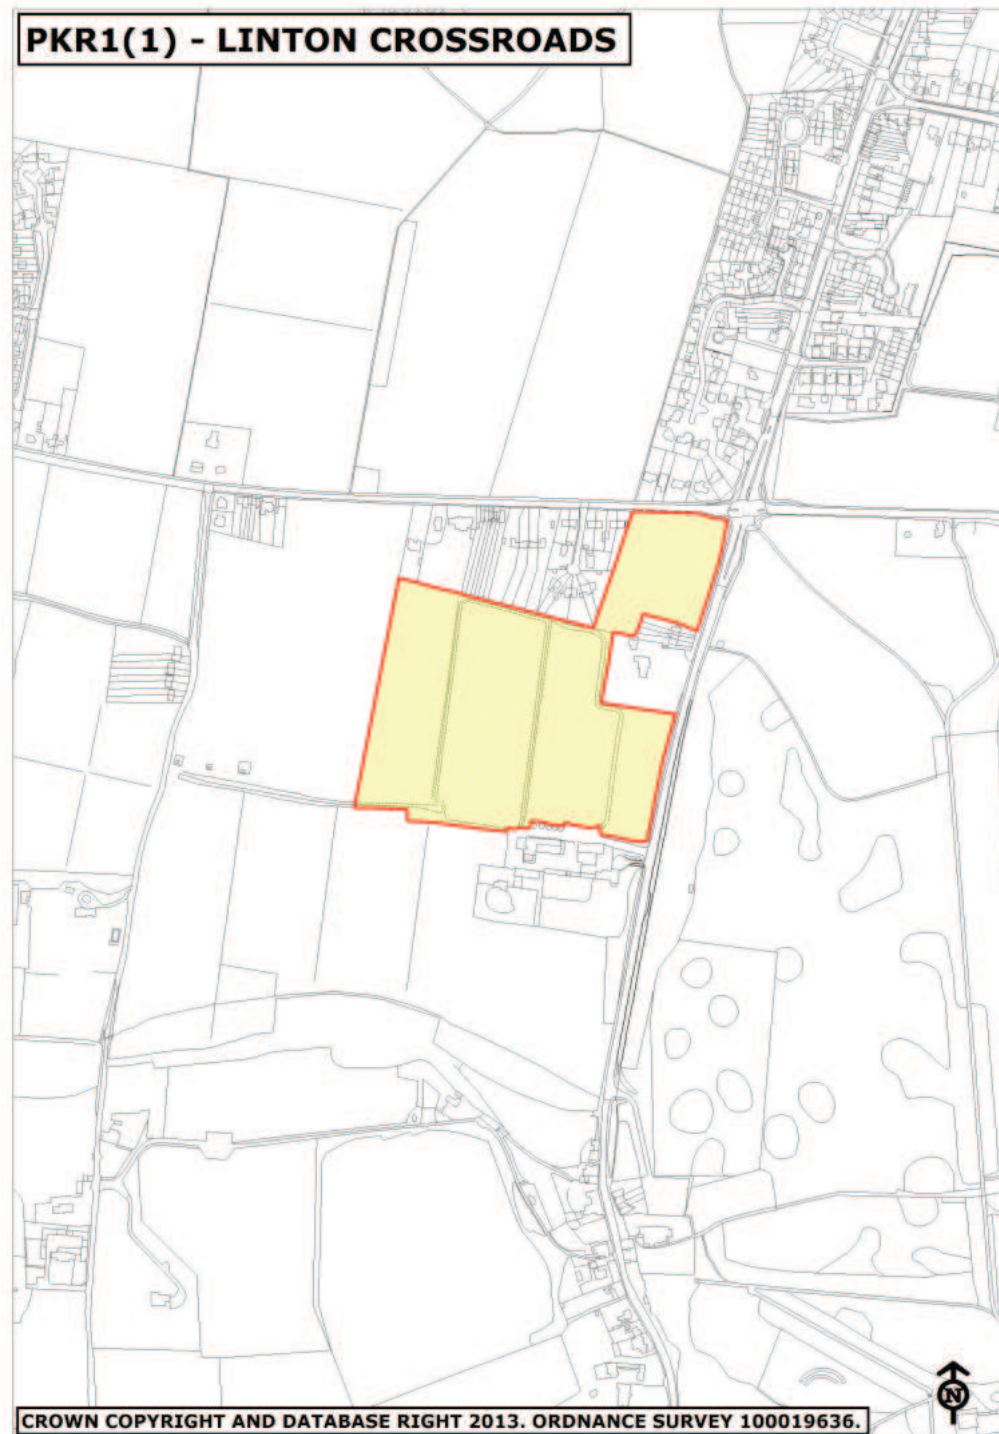 PKR1(1) - LINTON CROSSROADS
N
CROWN COPYRIGHT AND DATABASE RIGHT 2013. ORDNANCE SURVEY 100019636.